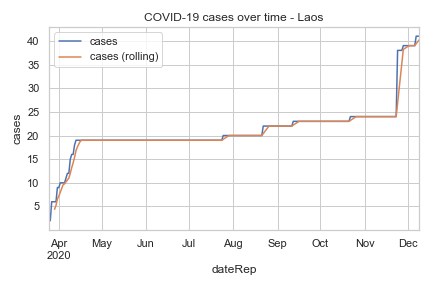 COVID-19 cases over time - Laos
cases
cases (rolling)
40
35
30
25
20
15
10
5
cases
Apr May Jun Jul Aug Sep Oct Nov Dec
2020
dateRep